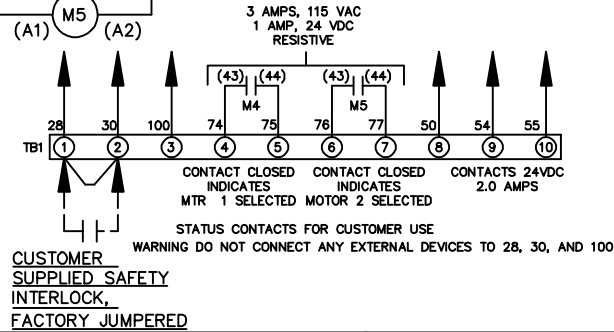 M5
(A1) (A2)
3 AMPS, 115 VAC
1 AMP, 24 VDC
RESISTIVE
(43) (44) (43) (44)
M4 M5
28 30 100 74 75 76 77 50 54 55
TB1 1 2 3 4 5 6 7 8 9 10
CONTACT CLOSED CONTACT CLOSED CONTACTS 24VDC
INDICATES INDICATES 2.0 AMPS
MTR 1 SELECTED MOTOR 2 SELECTED
STATUS CONTACTS FOR CUSTOMER USE
WARNING DO NOT CONNECT ANY EXTERNAL DEVICES TO 28, 30, AND 100
CUSTOMER
SUPPLIED SAFETY
INTERLOCK,
FACTORY JUMPERED